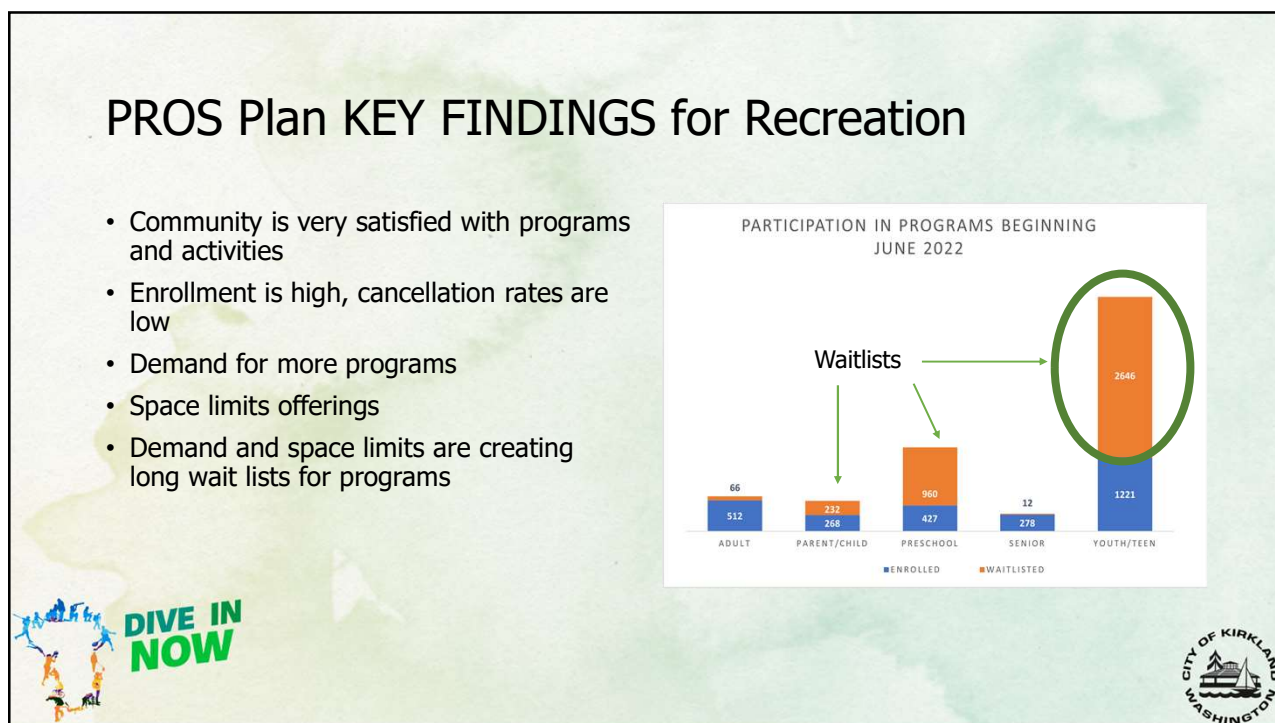 PROS Plan KEY FINDINGS for Recreation
• Community is very satisfied with programs
and activities
• Enrollment is high, cancellation rates are
low
• Demand for more programs
• Space limits offerings
• Demand and space limits are creating
long wait lists for programs
PARTICIPATION IN PROGRAMS BEGINNING
JUNE 2022
Waitlists
66
512
232
268
960
427
12
278
2646
1221
ADULT PARENT/CHILD PRESCHOOL SENIOR YOUTH/TEEN
ENROLLED WAITLISTED
DIVE IN
NOW
CITY OF KIRKLAND
WASHINGTON